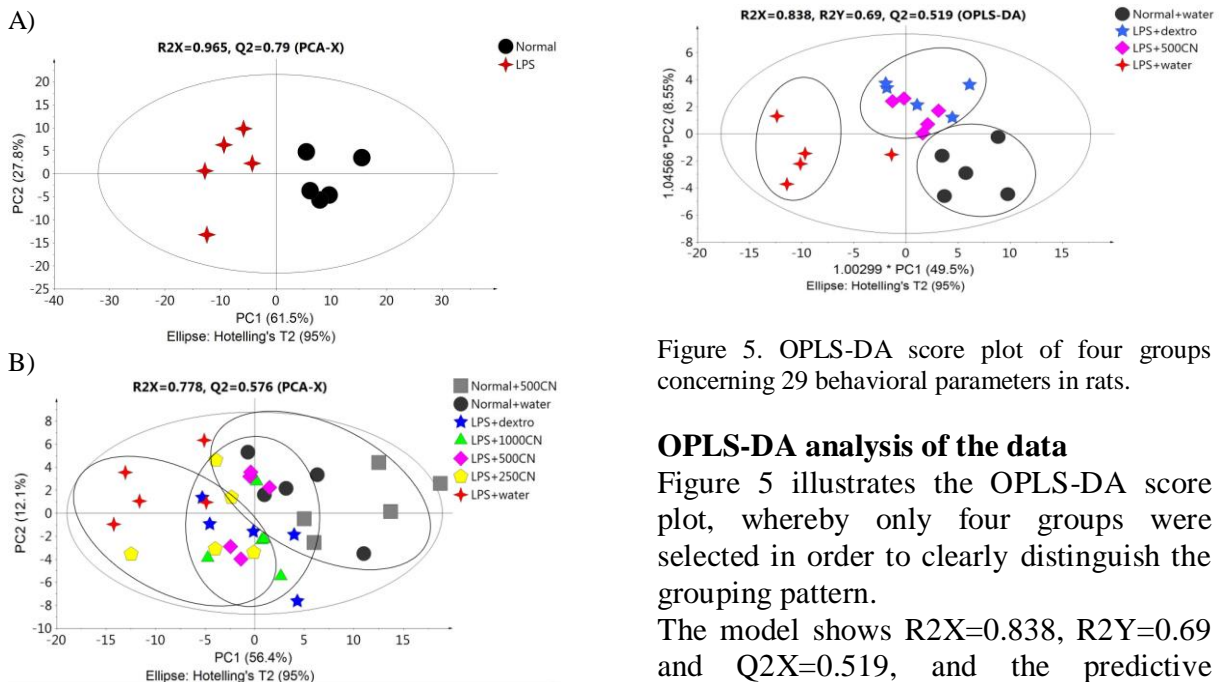 A)
R2X=0.965, Q2=0.79 (PCA-X)
Normal
LPS
20
15
10
5
0
-5
-10
-15
-20
-25
PC2 (27.8%)
-40
-30
-20
-10
0
10
20
30
PC1 (61.5%)
Ellipse: Hotelling's T2 (95%)
B)
R2X=0.778, Q2=0.576 (PCA-X)
Normal+500CN
Normal+water
LPS+dextro
LPS+1000CN
LPS+500CN
LPS+250CN
LPS+water
8
6
4
2
0
-2
-4
-6
-8
-10
PC2 (12.1%)
-20
-15
-10
-5
0
5
10
15
PC1 (56.4%)
Ellipse: Hotelling's T2 (95%)
R2X=0.838, R2Y=0.69, Q2=0.519 (OPLS-DA)
Normal+water
LPS+dextro
LPS+500CN
LPS+water
6
4
2
0
-2
-4
-6
-8
1.04566 *PC2 (8.55%)
-20
-15
-10
-5
0
5
10
15
1.00299 * PC1 (49.5%)
Ellipse: Hotelling's T2 (95%)
Figure 5. OPLS-DA score plot of four groups
concerning 29 behavioral parameters in rats.
OPLS-DA analysis of the data
Figure 5 illustrates the OPLS-DA score
plot, whereby only four groups were
selected in order to clearly distinguish the
grouping pattern.
The model shows R2X=0.838, R2Y=0.69
and Q2X=0.519, and the predictive